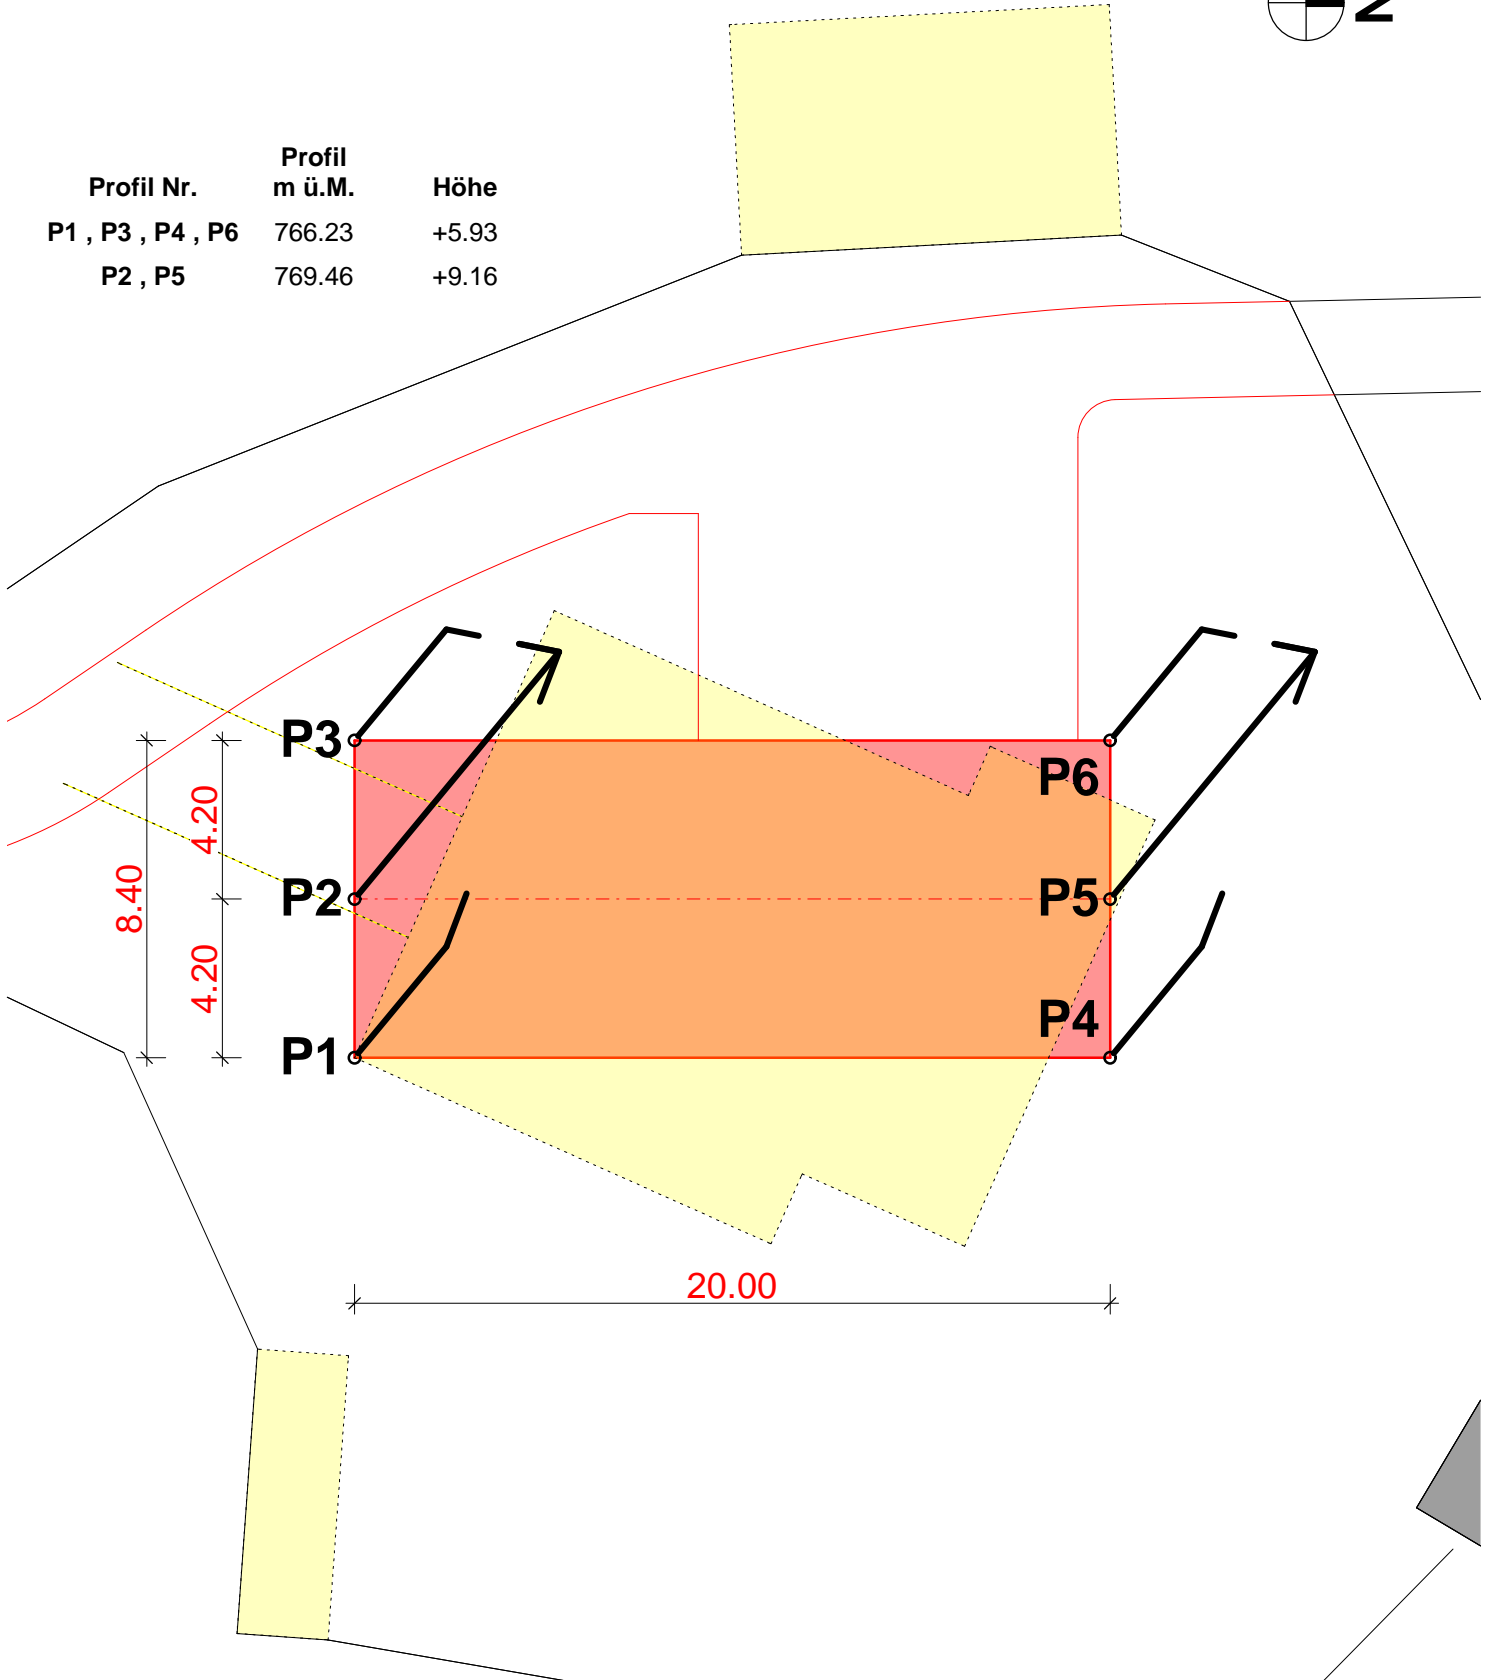 N
Profil
Profil Nr. m ü.M. Höhe
P1 , P3 , P4 , P6 766.23 +5.93
P2 , P5 769.46 +9.16
P3
P6
4.20
8.40
P2
P5
4.20
P4
P1
20.00